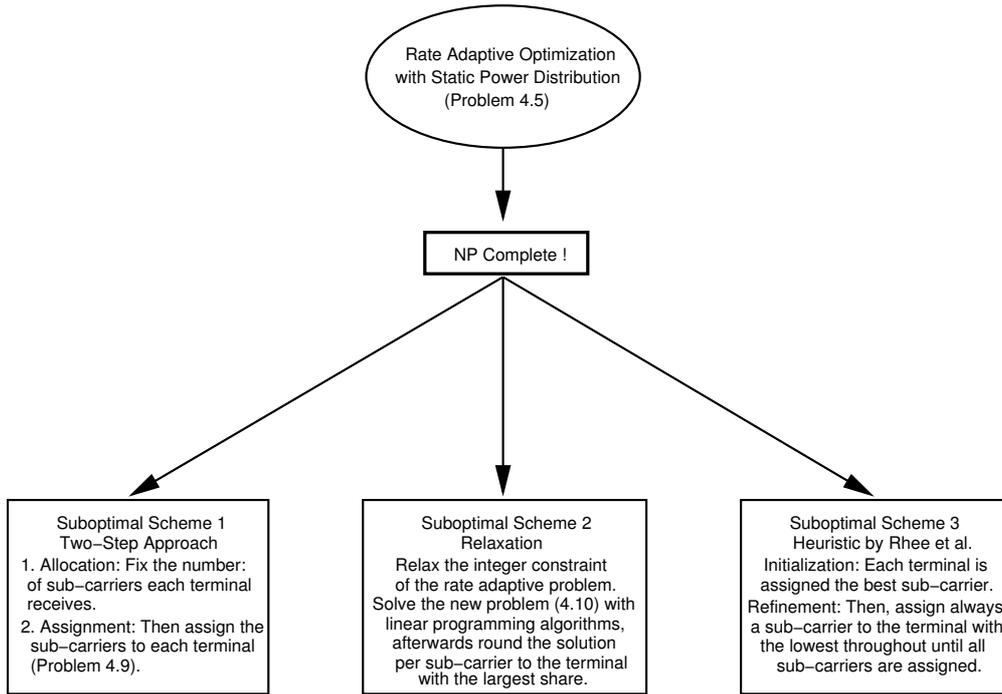 Rate Adaptive Optimization
with Static Power Distribution
(Problem 4.5)
NP Complete !
Suboptimal Scheme 1
Two−Step Approach
1. Allocation: Fix the number:
of sub−carriers each terminal
receives.
2. Assignment: Then assign the
sub−carriers to each terminal
(Problem 4.9).
Suboptimal Scheme 2
Relaxation
Relax the integer constraint
of the rate adaptive problem.
Solve the new problem (4.10) with
linear programming algorithms,
afterwards round the solution
per sub−carrier to the terminal
with the largest share.
Suboptimal Scheme 3
Heuristic by Rhee et al.
Initialization: Each terminal is
assigned the best sub−carrier.
Refinement: Then, assign always
a sub−carrier to the terminal with
the lowest throughout until all
sub−carriers are assigned.